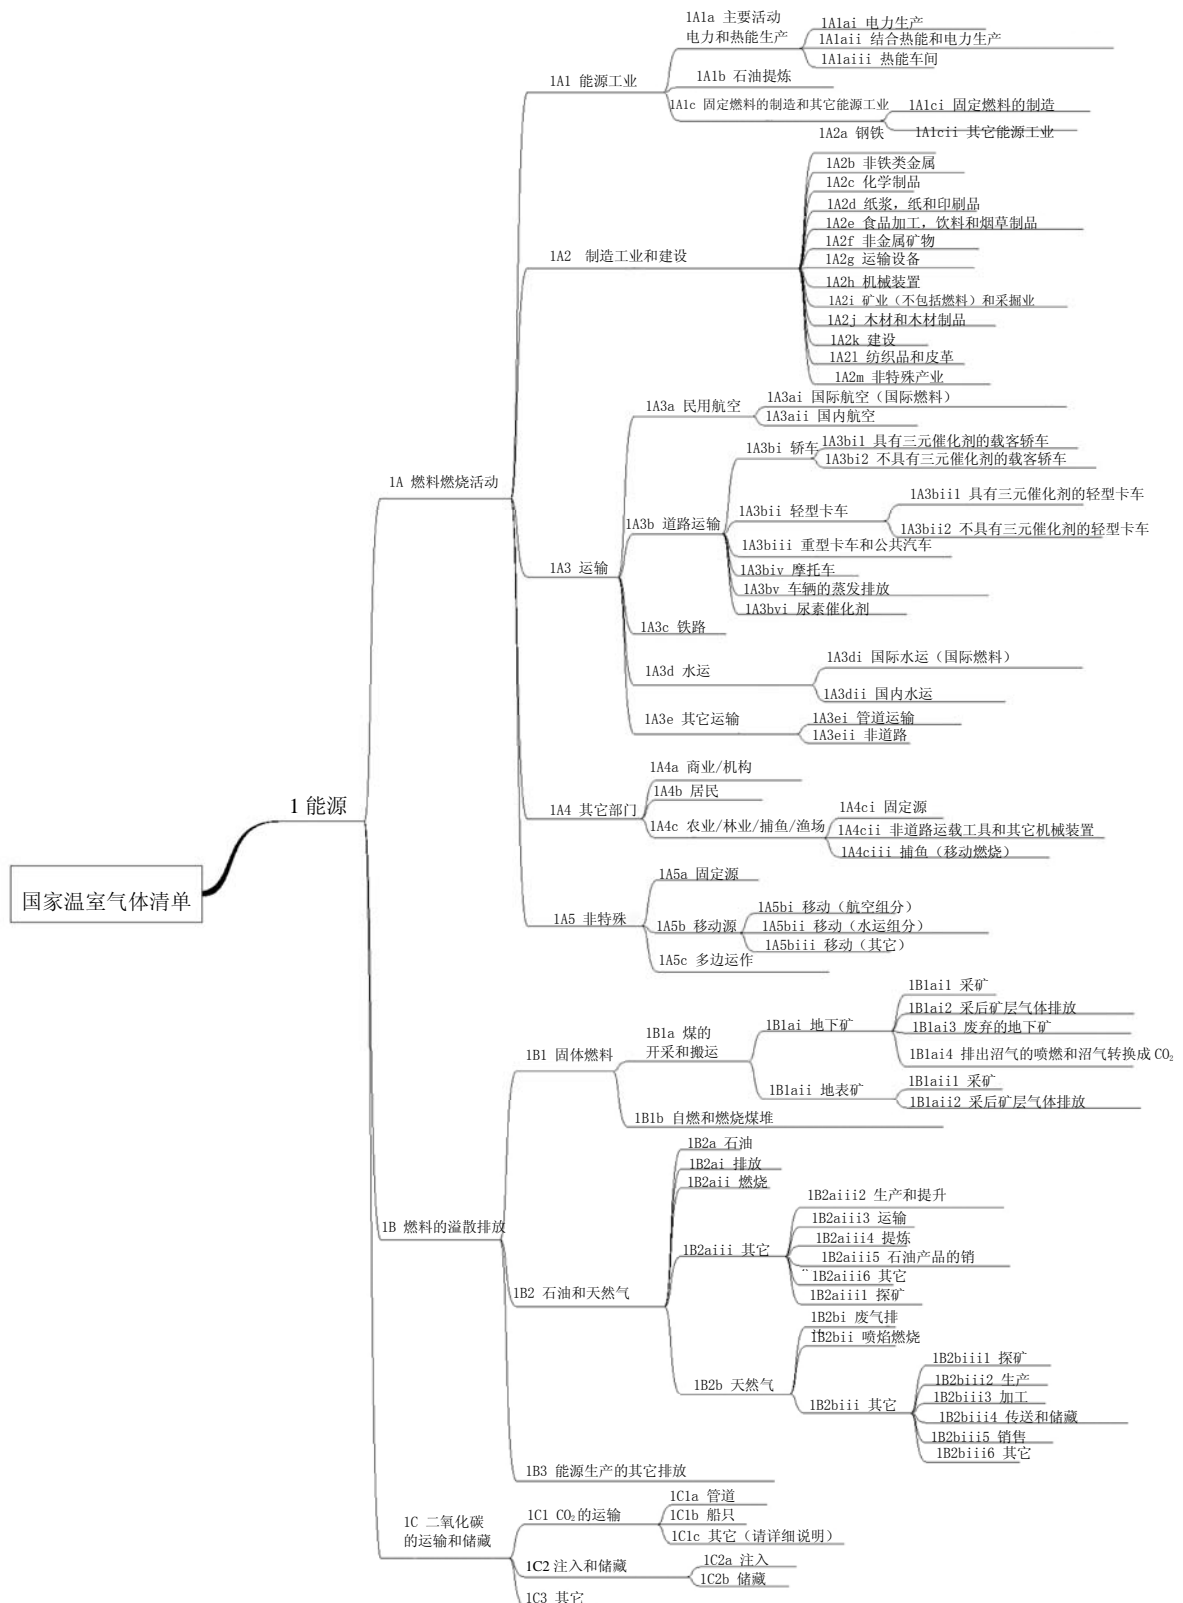 国家温室气体清单
1 能源
1A 燃料燃烧活动
1A1 能源工业
1A1a 主要活动
电力和热能生产
1A1ai 电力生产
1A1aii 结合热能和电力生产
1A1aiii 热能车间
1A1b 石油提炼
1A1c 固定燃料的制造和其它能源工业
1A1ci 固定燃料的制造
1A1cii 其它能源工业
1A2 制造工业和建设
1A2a 钢铁
1A2b 非铁类金属
1A2c 化学制品
1A2d 纸浆，纸和印刷品
1A2e 食品加工，饮料和烟草制品
1A2f 非金属矿物
1A2g 运输设备
1A2h 机械装置
1A2i 矿业（不包括燃料）和采掘业
1A2j 木材和木材制品
1A2k 建设
1A2l 纺织品和皮革
1A2m 非特殊产业
1A3 运输
1A3a 民用航空
1A3ai 国际航空（国际燃料）
1A3aii 国内航空
1A3b 道路运输
1A3bi 轿车
1A3bi1 具有三元催化剂的载客轿车
1A3bi2 不具有三元催化剂的载客轿车
1A3bii 轻型卡车
1A3bii1 具有三元催化剂的轻型卡车
1A3bii2 不具有三元催化剂的轻型卡车
1A3biii 重型卡车和公共汽车
1A3biv 摩托车
1A3bv 车辆的蒸发排放
1A3bvi 尿素催化剂
1A3c 铁路
1A3d 水运
1A3di 国际水运（国际燃料）
1A3dii 国内水运
1A3e 其它运输
1A3ei 管道运输
1A3eii 非道路
1A4 其它部门
1A4a 商业/机构
1A4b 居民
1A4c 农业/林业/捕鱼/渔场
1A4ci 固定源
1A4cii 非道路运载工具和其它机械装置
1A4ciii 捕鱼（移动燃烧）
1A5 非特殊
1A5a 固定源
1A5b 移动源
1A5bi 移动（航空组分）
1A5bii 移动（水运组分）
1A5biii 移动（其它）
1A5c 多边运作
1B 燃料的溢散排放
1B1 固体燃料
1B1a 煤的
开采和搬运
1B1ai 地下矿
1B1ai1 采矿
1B1ai2 采后矿层气体排放
1B1ai3 废弃的地下矿
1B1ai4 排出沼气的喷燃和沼气转换成 CO₂
1B1aii 地表矿
1B1aii1 采矿
1B1aii2 采后矿层气体排放
1B1b 自燃和燃烧煤堆
1B2 石油和天然气
1B2a 石油
1B2ai 排放
1B2aii 燃烧
1B2aiii 其它
1B2aiii2 生产和提升
1B2aiii3 运输
1B2aiii4 提炼
1B2aiii5 石油产品的销
1B2aiii6 其它
1B2aiii1 探矿
1B2b 天然气
1B2bi 废气排
1B2bii 喷焰燃烧
1B2biii 其它
1B2biii1 探矿
1B2biii2 生产
1B2biii3 加工
1B2biii4 传送和储藏
1B2biii5 销售
1B2biii6 其它
1B3 能源生产的其它排放
1C 二氧化碳
的运输和储藏
1C1 CO₂的运输
1C1a 管道
1C1b 船只
1C1c 其它（请详细说明）
1C2 注入和储藏
1C2a 注入
1C2b 储藏
1C3 其它